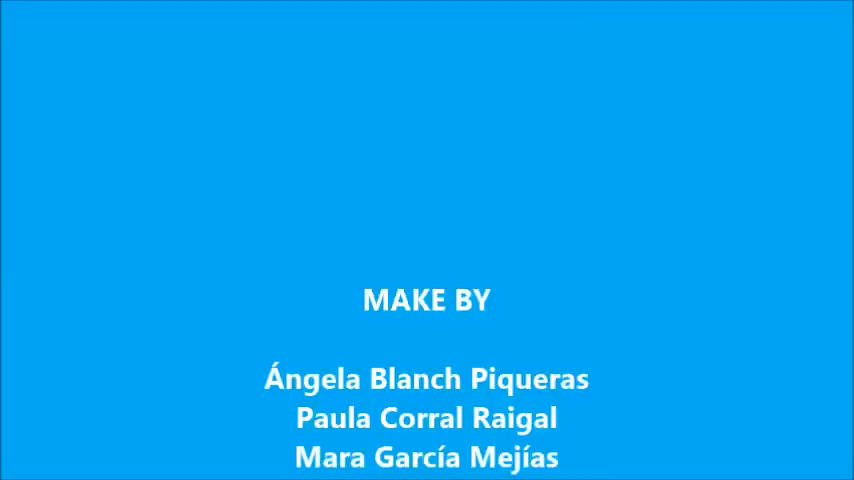 MAKE BY
Ángela Blanch Piqueras
Paula Corral Raigal
Mara García Mejías